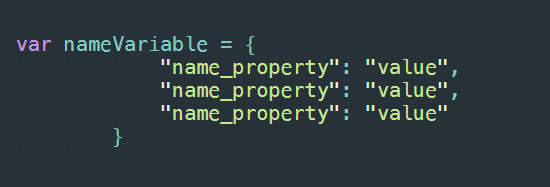 var nameVariable = {
"name_property": "value",
"name_property": "value",
"name_property": "value"
}